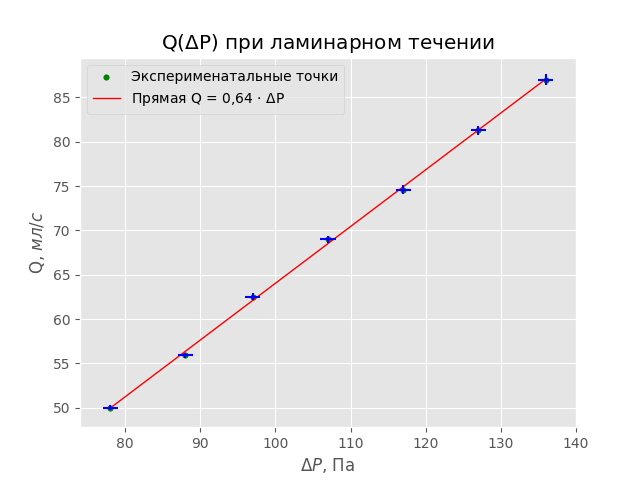 Q(ΔP) при ламинарном течении
Эксперименатальные точки
Прямая Q = 0,64 · ΔP
Q, мл/с
85
80
75
70
65
60
55
50
80 90 100 110 120 130 140
ΔP, Па